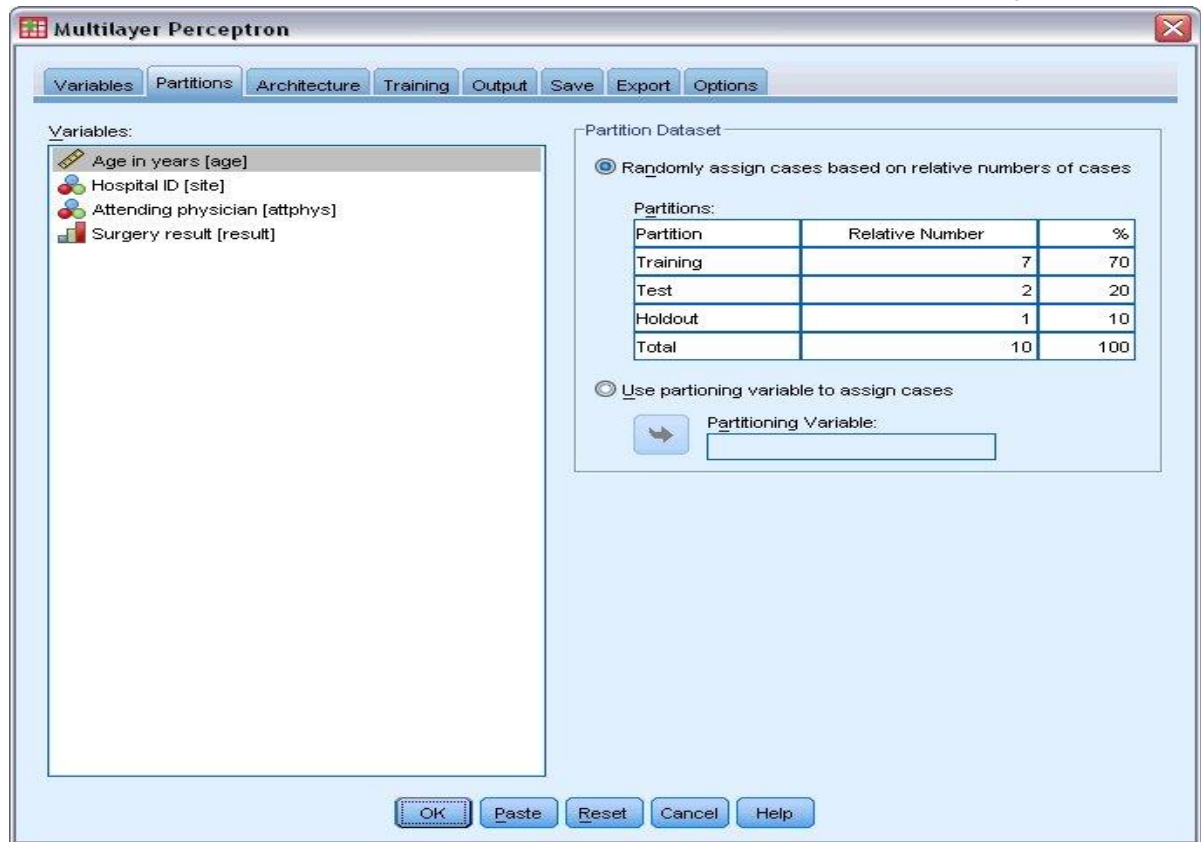 Multilayer Perceptron
Variables Partitions Architecture Training Output Save Export Options
Variables:
Age in years [age]
Hospital ID [site]
Attending physician [attphys]
Surgery result [result]
Partition Dataset
Randomly assign cases based on relative numbers of cases
Partitions:
Partition Relative Number %
Training 7 70
Test 2 20
Holdout 1 10
Total 10 100
Use partioning variable to assign cases
Partitioning Variable:
OK Paste Reset Cancel Help